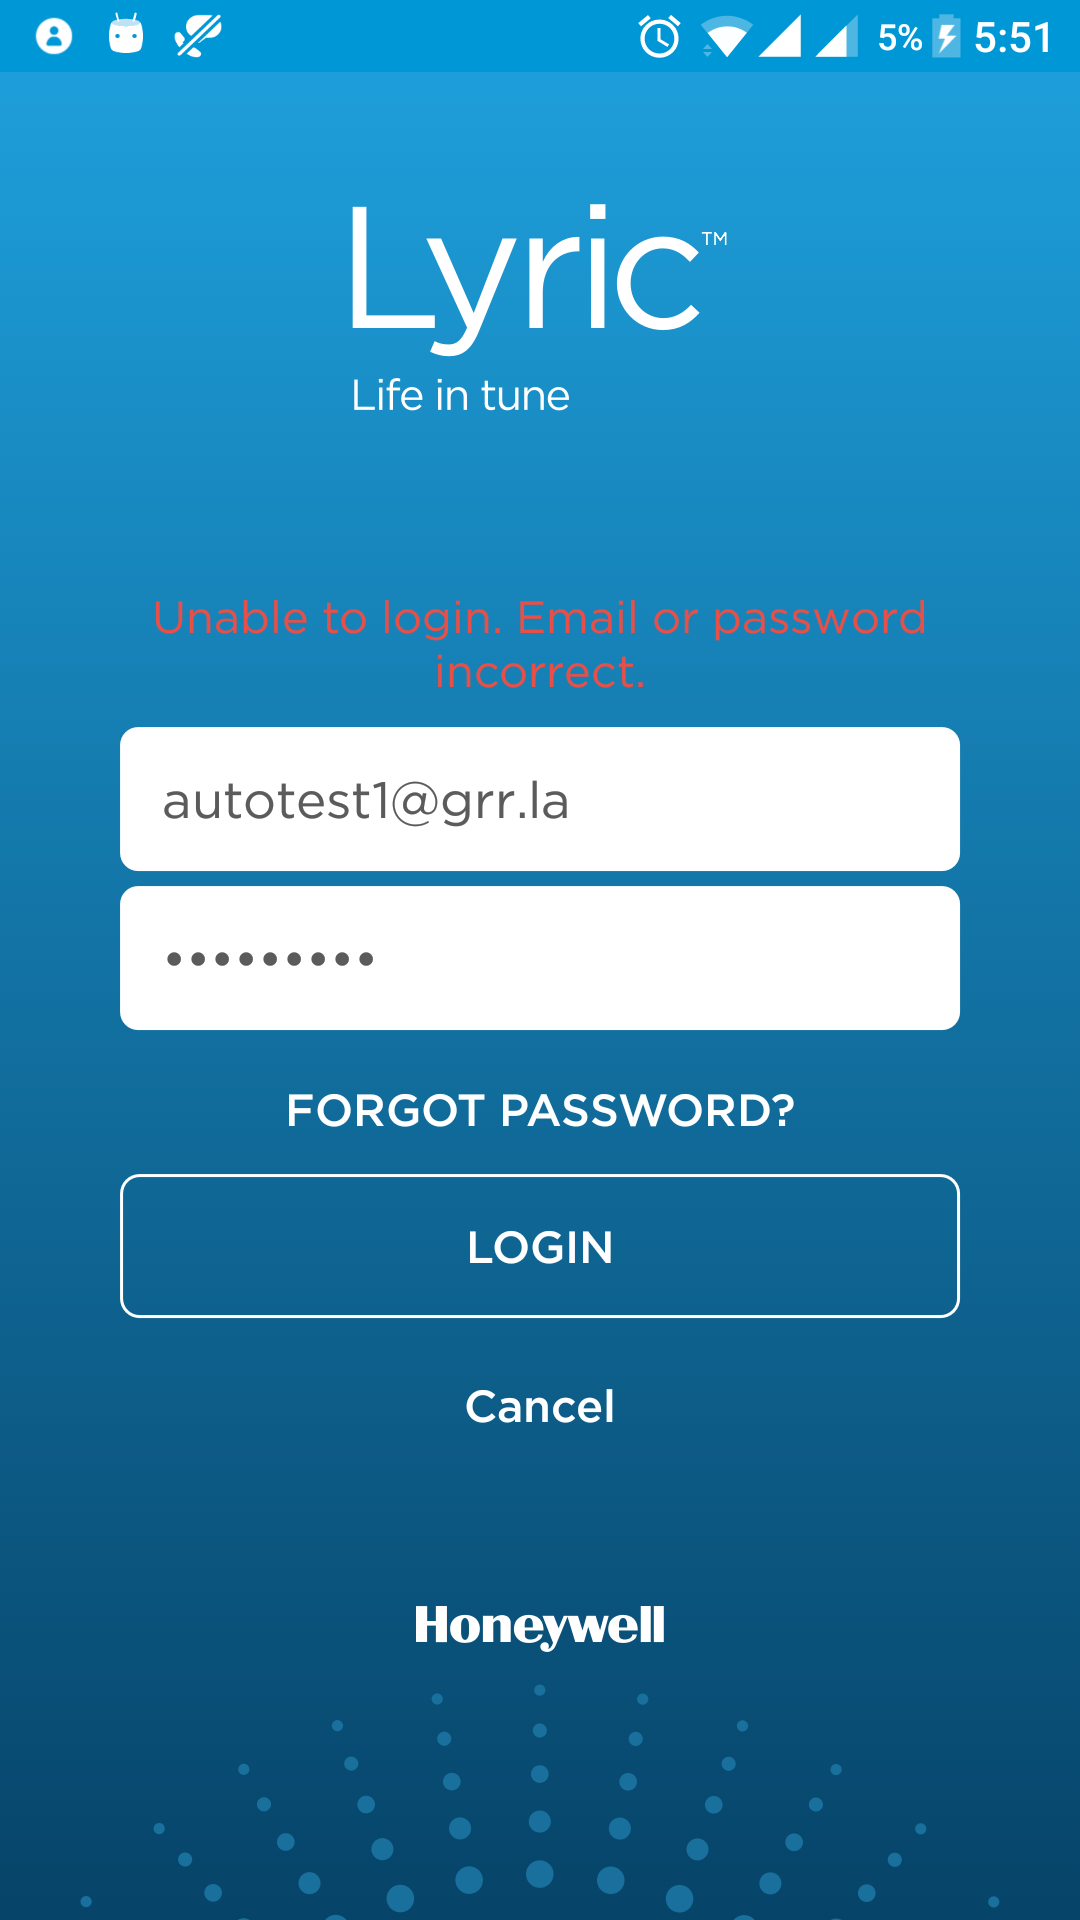 5% 5:51
Lyric™
Life in tune
Unable to login. Email or password
incorrect.
autotest1@grr.la
•••••••••
FORGOT PASSWORD?
LOGIN
Cancel
Honeywell